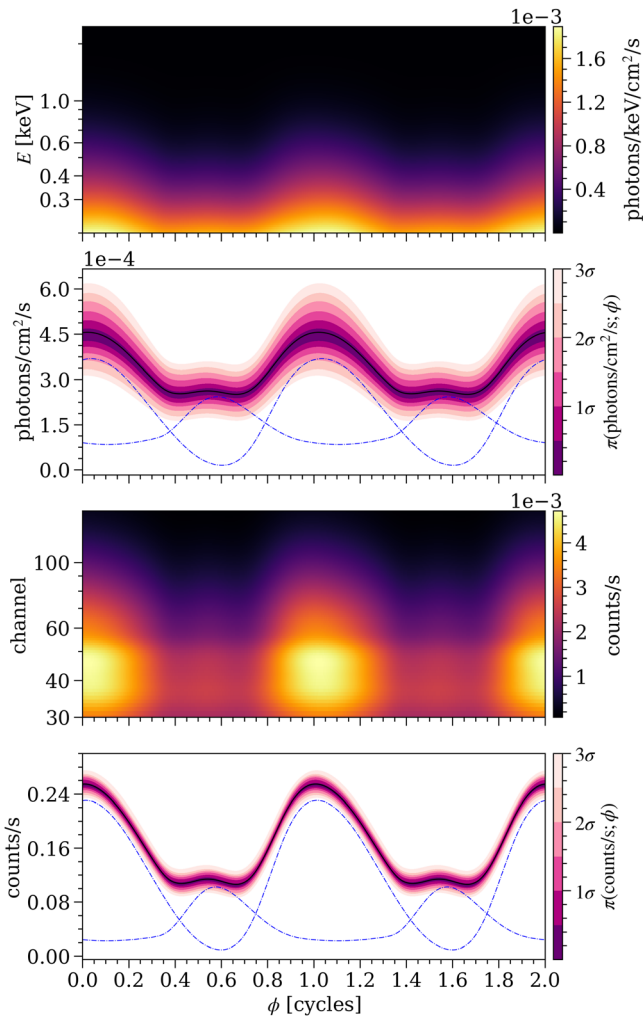 1e−3
E [keV]
1.0
0.6
0.4
0.3
1.6
1.2
0.8
0.4
photons/keV/cm²/s
1e−4
photons/cm²/s
6.0
4.5
3.0
1.5
0.0
3σ
2σ
1σ
π(photons/cm²/s; ϕ)
1e−3
channel
100
60
40
30
4
3
2
1
counts/s
counts/s
0.24
0.16
0.08
0.00
3σ
2σ
1σ
π(counts/s; ϕ)
0.0 0.2 0.4 0.6 0.8 1.0 1.2 1.4 1.6 1.8 2.0
ϕ [cycles]